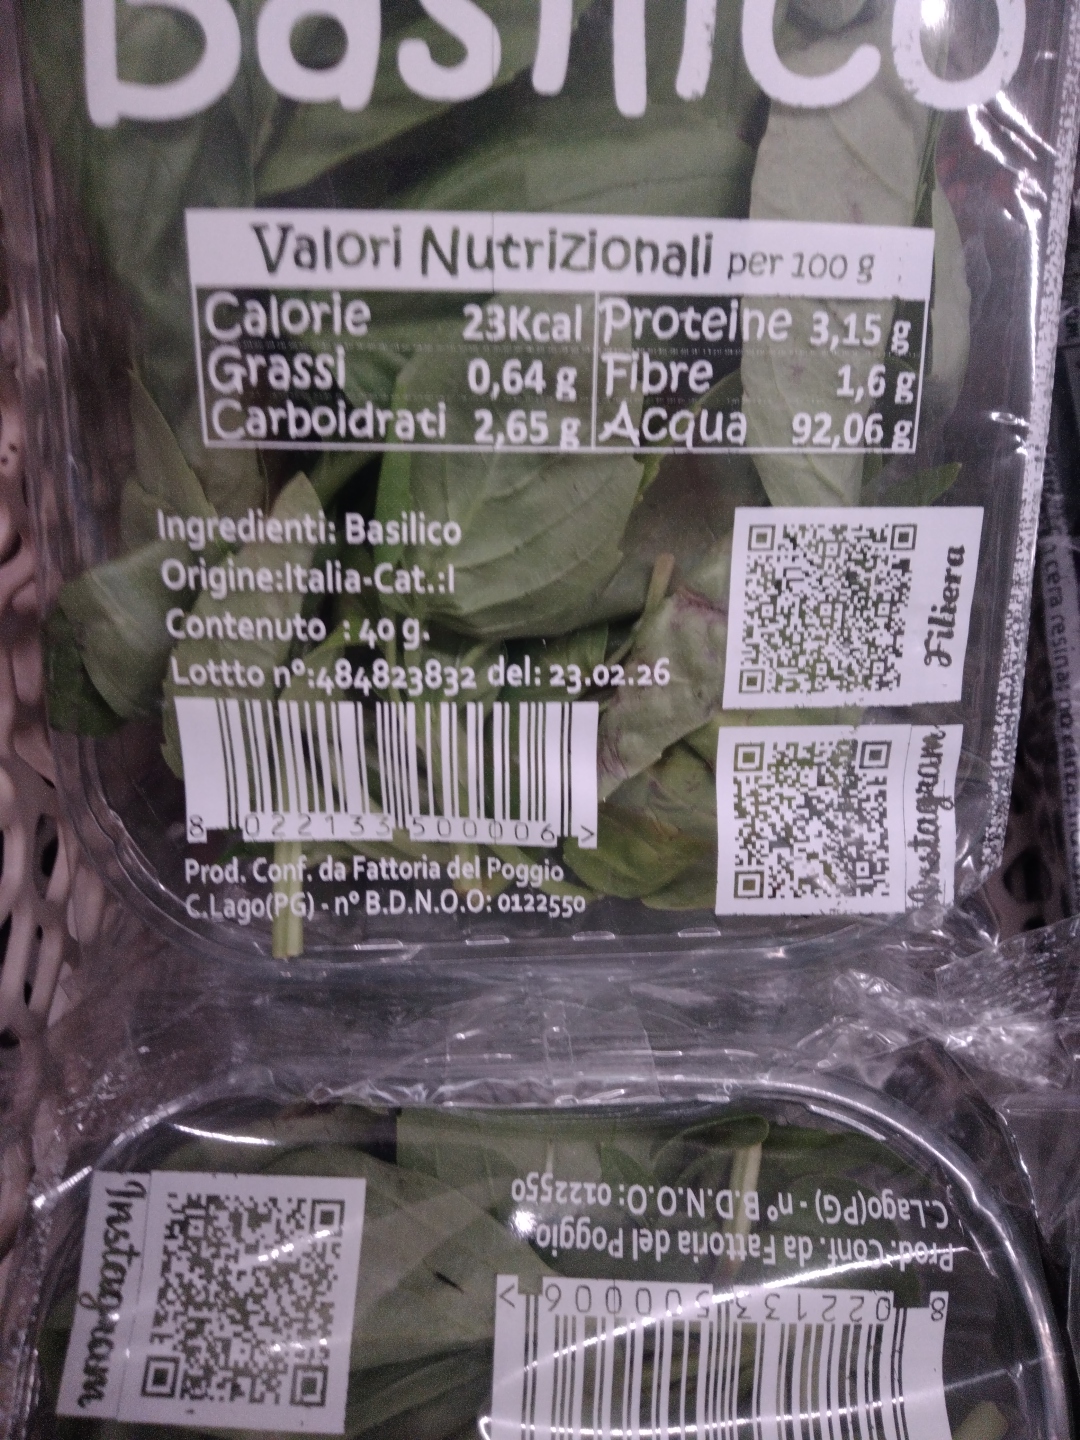 Basilico
Valori Nutrizionali per 100 g
Calorie 23Kcal Proteine 3,15 g
Grassi 0,64 g Fibre 1,6 g
Carboidrati 2,65 g Acqua 92,06 g
Ingredienti: Basilico
Origine:Italia-Cat.:I
Contenuto : 40 g.
Lottto n°:484823832 del: 23.02.26
Filiera
Instagram
8 022133 500006 >
Prod. Conf. da Fattoria del Poggio
C.Lago(PG) - n° B.D.N.O.O: 0122550
C.Lago(PG) - n° B.D.N.O.O: 0122550
Prod. Conf. da Fattoria del Poggio
8 022133 500006 >
Instagram